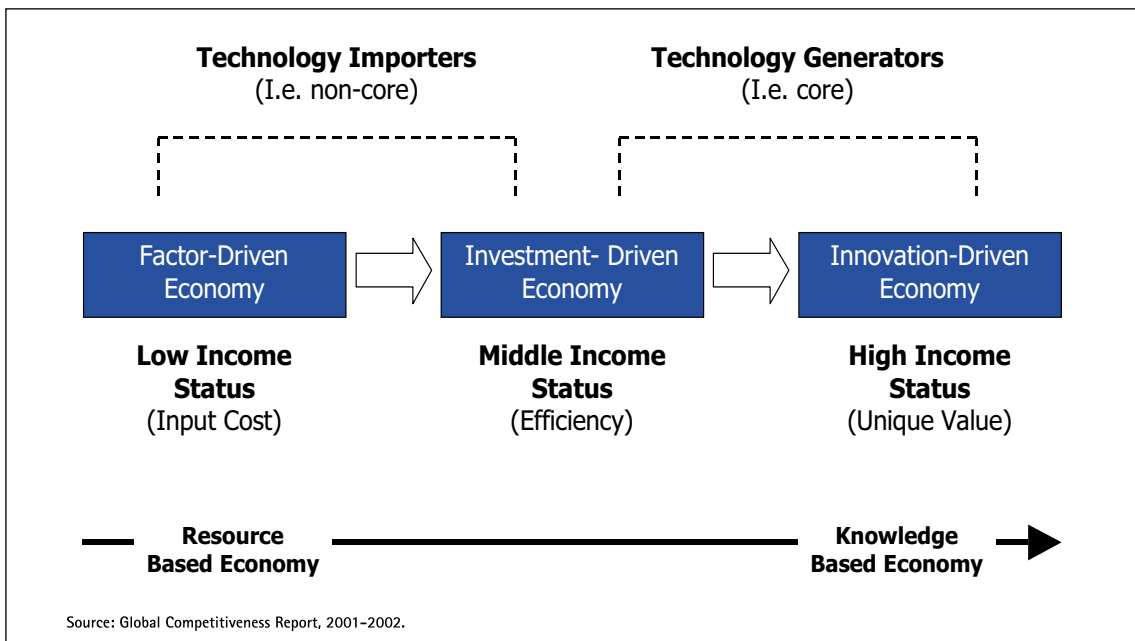 Technology Importers
(I.e. non-core)
Technology Generators
(I.e. core)
Factor-Driven
Economy
Investment- Driven
Economy
Innovation-Driven
Economy
Low Income
Status
(Input Cost)
Middle Income
Status
(Efficiency)
High Income
Status
(Unique Value)
Resource
Based Economy
Knowledge
Based Economy
Source: Global Competitiveness Report, 2001-2002.